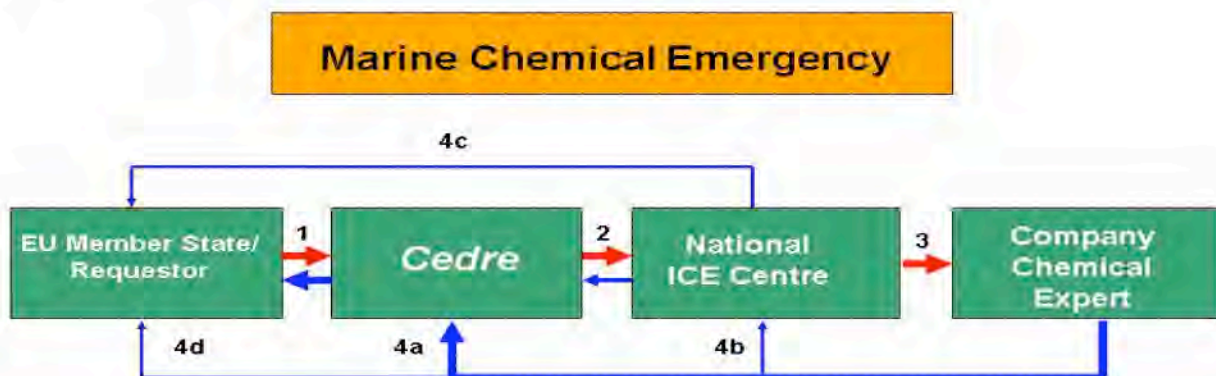 Marine Chemical Emergency
4c
EU Member State/
Requestor
1
Cedre
2
National
ICE Centre
3
Company
Chemical
Expert
4d
4a
4b